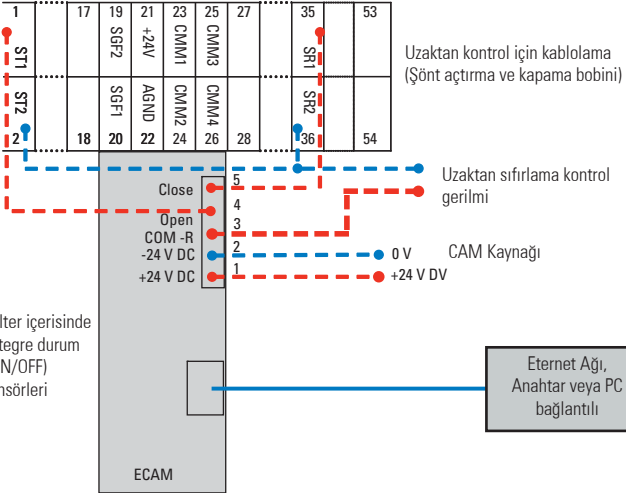 1 17 19 21 23 25 27 35 53
ST1 SGF2 +24V CMM1 CMM3 SR1
ST2 SGF1 AGND CMM2 CMM4 SR2
2 18 20 22 24 26 28 36 54
Uzaktan kontrol için kablolama
(Şönt açtırma ve kapama bobini)
Close 5
4
Open
COM -R 3
-24 V DC 2
+24 V DC 1
Uzaktan sıfırlama kontrol
gerilmi
0 V
CAM Kaynağı
+24 V DV
lter içerisinde
tegre durum
N/OFF)
nsörleri
Eternet Ağı,
Anahtar veya PC
bağlantılı
ECAM